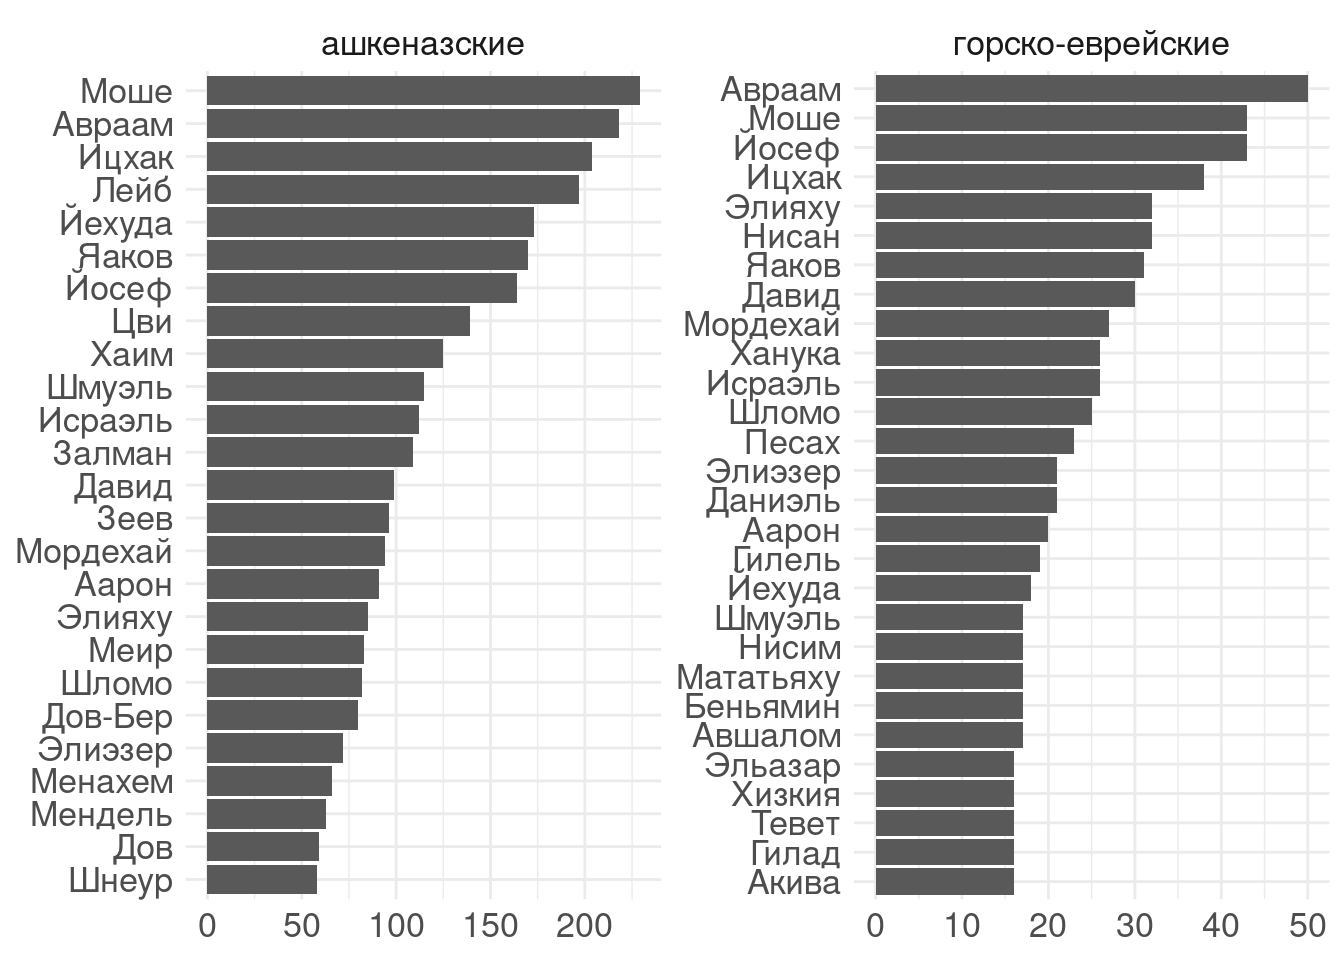 ашкеназские
Моше
Авраам
Ицхак
Лейб
Йехуда
Яаков
Йосеф
Цви
Хаим
Шмуэль
Исраэль
Залман
Давид
Зеев
Мордехай
Аарон
Элияху
Меир
Шломо
Дов-Бер
Элиэзер
Менахем
Мендель
Дов
Шнеур
0 50 100 150 200
горско-еврейские
Авраам
Моше
Йосеф
Ицхак
Элияху
Нисан
Яаков
Давид
Мордехай
Ханука
Исраэль
Шломо
Песах
Элиэзер
Даниэль
Аарон
Гилель
Йехуда
Шмуэль
Нисим
Мататьяху
Беньямин
Авшалом
Эльазар
Хизкия
Тевет
Гилад
Акива
0 10 20 30 40 50